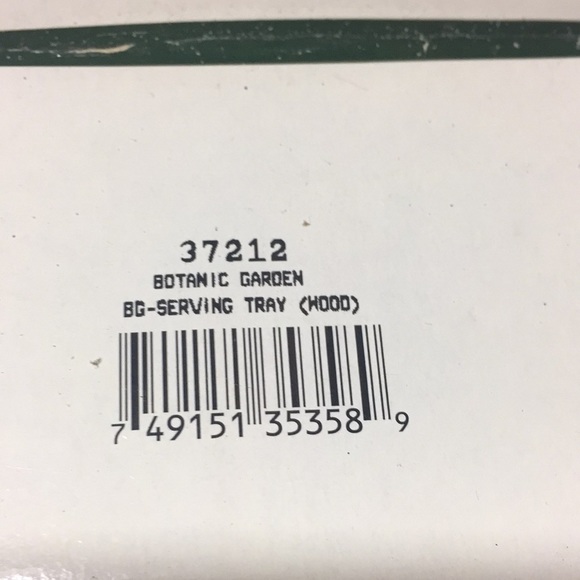 37212
BOTANIC GARDEN
BG-SERVING TRAY (WOOD)
7 49151 35358 9